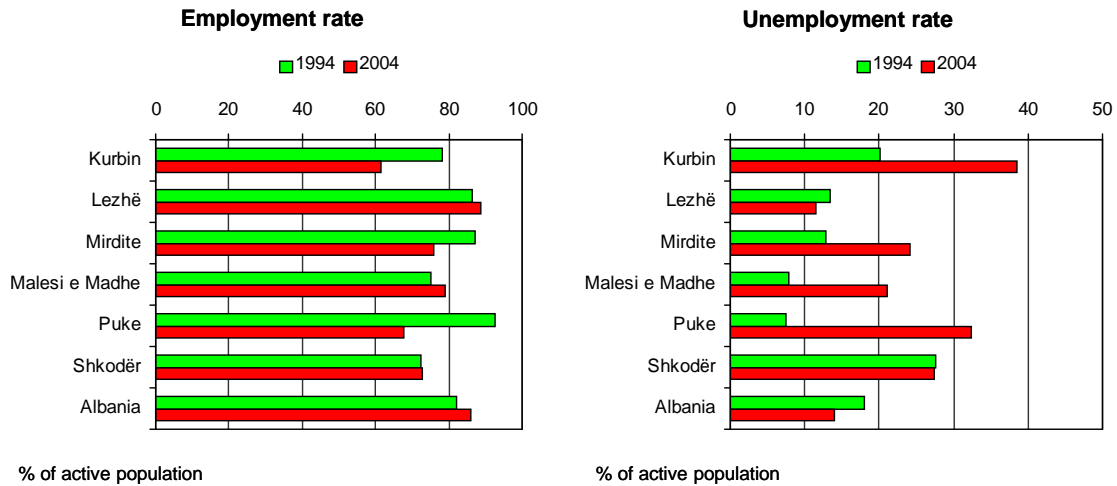 Employment rate
1994 2004
0 20 40 60 80 100
Kurbin
Lezhë
Mirdite
Malesi e Madhe
Puke
Shkodër
Albania
% of active population
Unemployment rate
1994 2004
0 10 20 30 40 50
Kurbin
Lezhë
Mirdite
Malesi e Madhe
Puke
Shkodër
Albania
% of active population